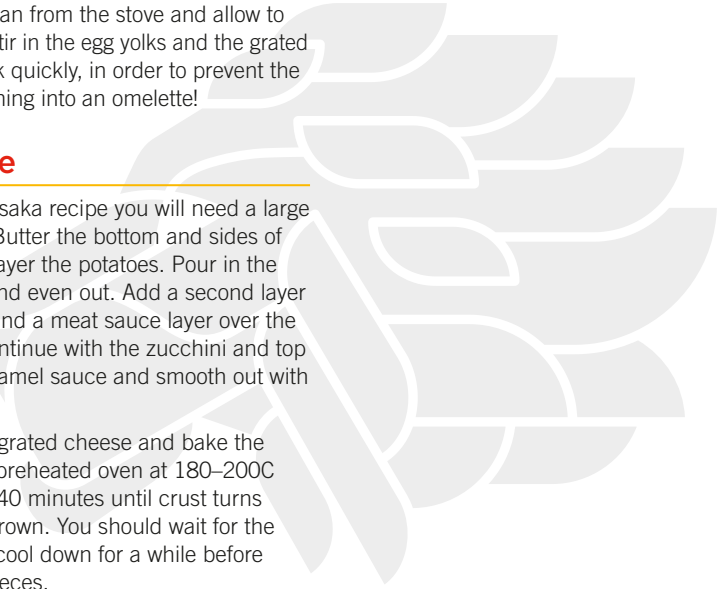 an from the stove and allow to
tir in the egg yolks and the grated
k quickly, in order to prevent the
ning into an omelette!
e
saka recipe you will need a large
Butter the bottom and sides of
ayer the potatoes. Pour in the
nd even out. Add a second layer
and a meat sauce layer over the
ntinue with the zucchini and top
amel sauce and smooth out with
grated cheese and bake the
preheated oven at 180–200C
40 minutes until crust turns
rown. You should wait for the
cool down for a while before
eces.